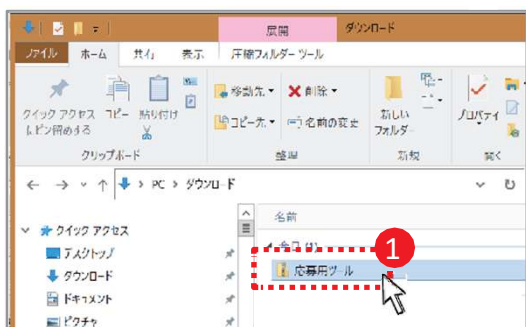 展開 ダウンロード
ファイル ホーム 共有 表示 圧縮フォルダー ツール
クイック アクセス にピン留めする コピー 貼り付け
移動先 削除
コピー先 名前の変更
新しいフォルダー
プロパティ
クリップボード 整理 新規 開く
PC ダウンロード
名前
クイック アクセス
今日 (1)
1
デスクトップ
応募用ツール
ダウンロード
ドキュメント
ピクチャ